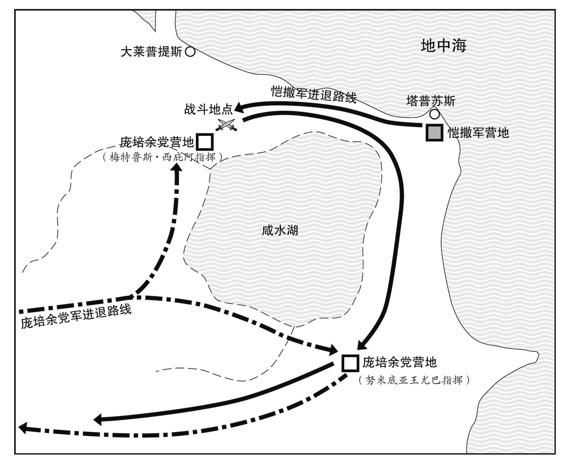 地中海
大莱普提斯
恺撒军进退路线
塔普苏斯
战斗地点
恺撒军营地
庞培余党营地
（梅特鲁斯·西庇阿指挥）
咸水湖
庞培余党军进退路线
庞培余党营地
（努米底亚王尤巴指挥）